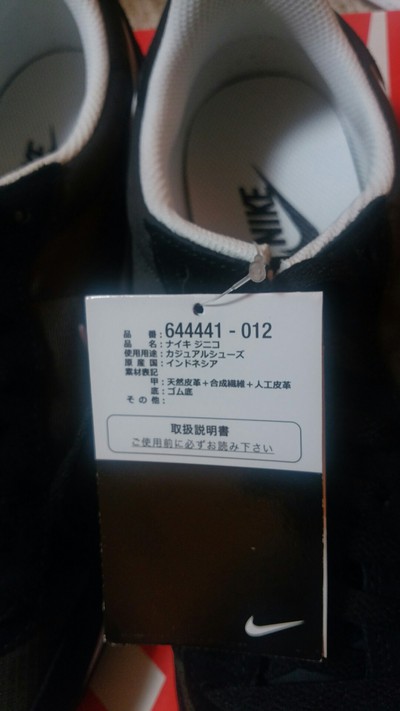 NIKE
品番：644441-012
品名：ナイキ ジニコ
使用用途：カジュアルシューズ
原産国：インドネシア
素材表記
甲：天然皮革＋合成繊維＋人工皮革
底：ゴム底
その他：
取扱説明書
ご使用前に必ずお読み下さい